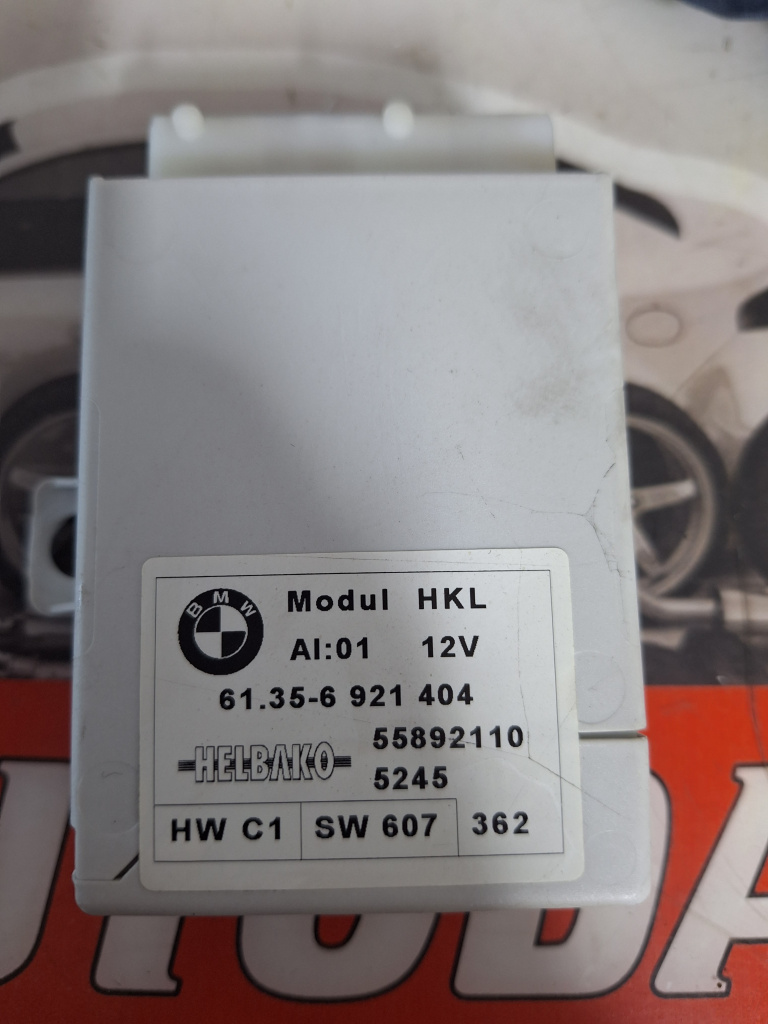 BMW
Modul HKL
AI:01 12V
61.35-6 921 404
HELBAKO
55892110
5245
HW C1
SW 607
362
UTODA